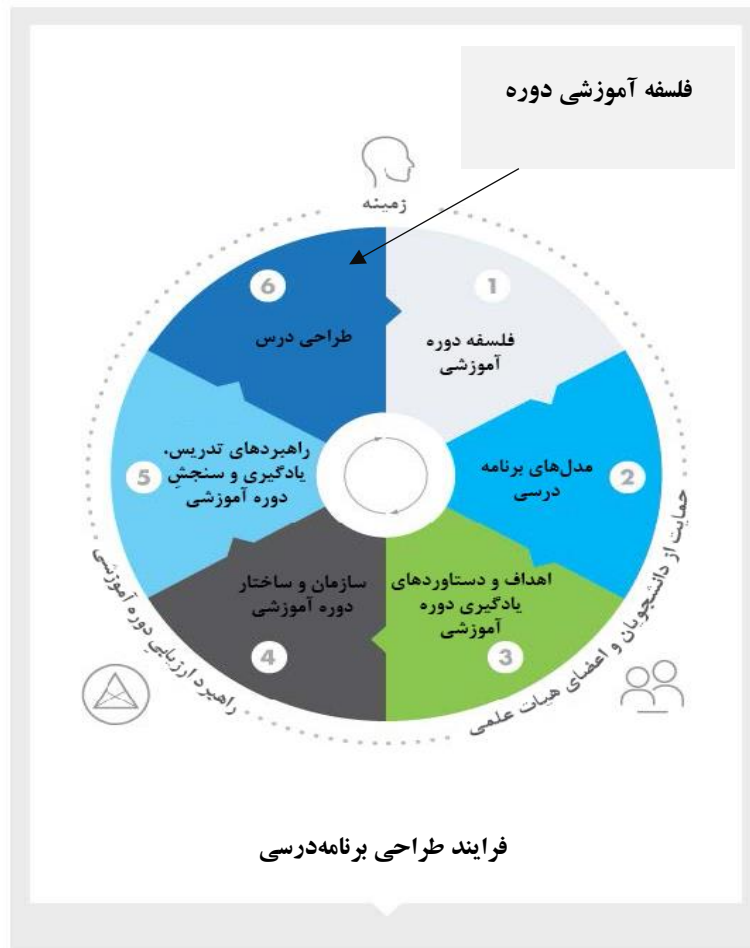 فلسفه آموزشی دوره
زمینه
1
فلسفه دوره
آموزشی
2
مدل‌های برنامه
درسی
3
اهداف و دستاوردهای
یادگیری دوره
آموزشی
4
سازمان و ساختار
دوره آموزشی
5
راهبردهای تدریس،
یادگیری و سنجشِ
دوره آموزشی
6
طراحی درس
حمایت از دانشجویان و اعضای هیات علمی
راهبرد ارزیابیِ دوره آموزشی
فرایند طراحی برنامه‌درسی